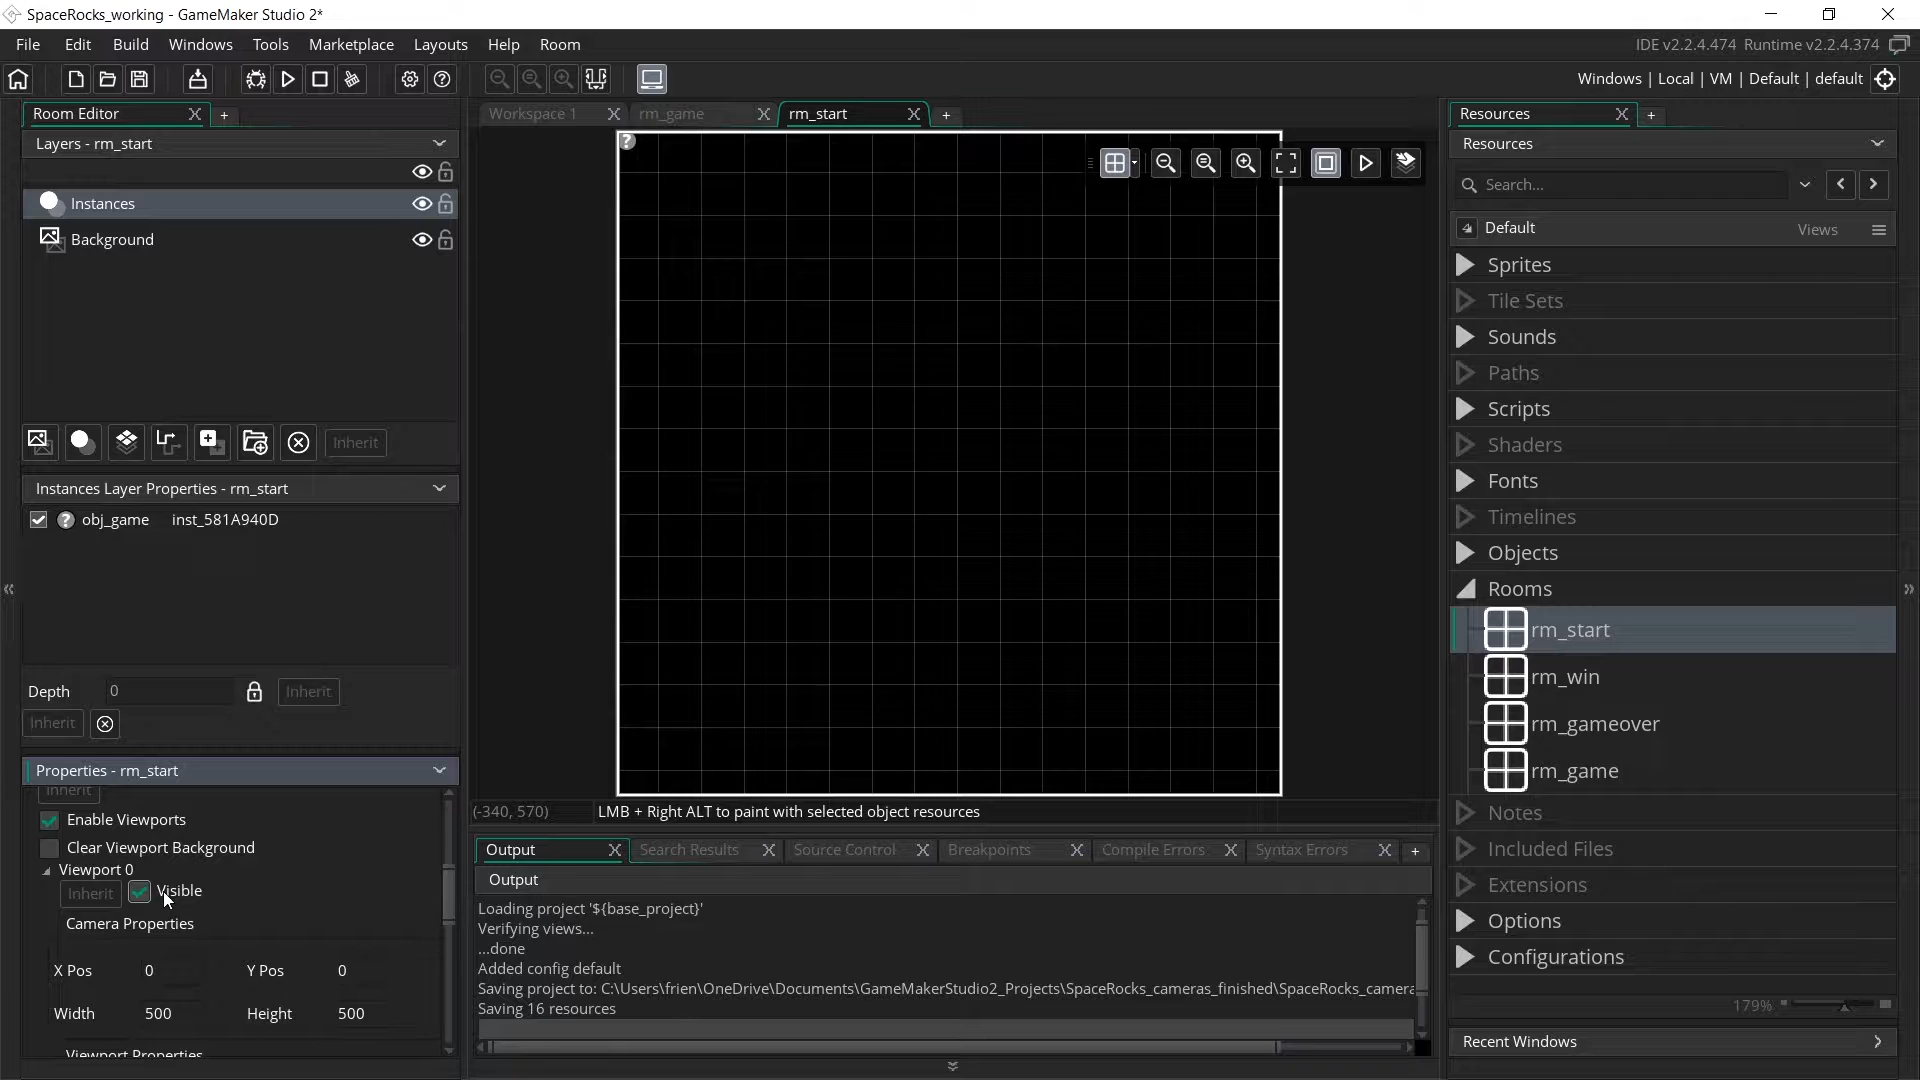 SpaceRocks_working - GameMaker Studio 2*
File Edit Build Windows Tools Marketplace Layouts Help Room
IDE v2.2.4.474 Runtime v2.2.4.374
Windows | Local | VM | Default | default
Room Editor
Workspace 1
rm_game
rm_start
Resources
Layers - rm_start
Resources
Search...
Instances
Default
Views
Background
Sprites
Tile Sets
Sounds
Paths
Scripts
Inherit
Shaders
Instances Layer Properties - rm_start
Fonts
obj_game inst_581A940D
Timelines
Objects
Rooms
rm_start
rm_win
Depth 0 Inherit
Inherit
rm_gameover
Properties - rm_start
rm_game
Inherit
(-340, 570) LMB + Right ALT to paint with selected object resources
Notes
Enable Viewports
Clear Viewport Background
Output Search Results Source Control Breakpoints Compile Errors Syntax Errors
Included Files
Viewport 0
Output
Extensions
Inherit Visible
Loading project '${base_project}'
Options
Camera Properties
Verifying views...
...done
Configurations
X Pos 0 Y Pos 0
Added config default
Saving project to: C:\Users\frien\OneDrive\Documents\GameMakerStudio2_Projects\SpaceRocks_cameras_finished\SpaceRocks_camera
179%
Width 500 Height 500
Saving 16 resources
Recent Windows
Viewport Properties